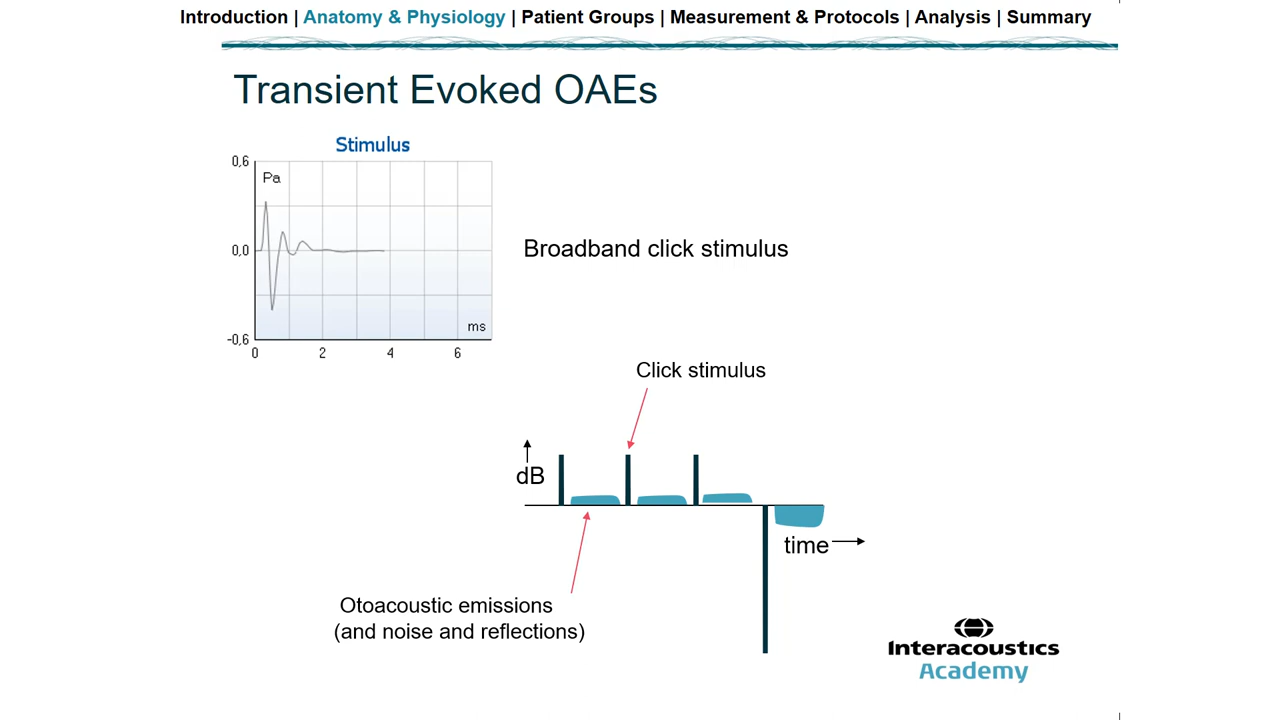 Introduction | Anatomy & Physiology | Patient Groups | Measurement & Protocols | Analysis | Summary
Transient Evoked OAEs
Stimulus
0,6
Pa
0,0
-0,6
ms
0 2 4 6
Broadband click stimulus
Click stimulus
dB
time
Otoacoustic emissions
(and noise and reflections)
Interacoustics
Academy